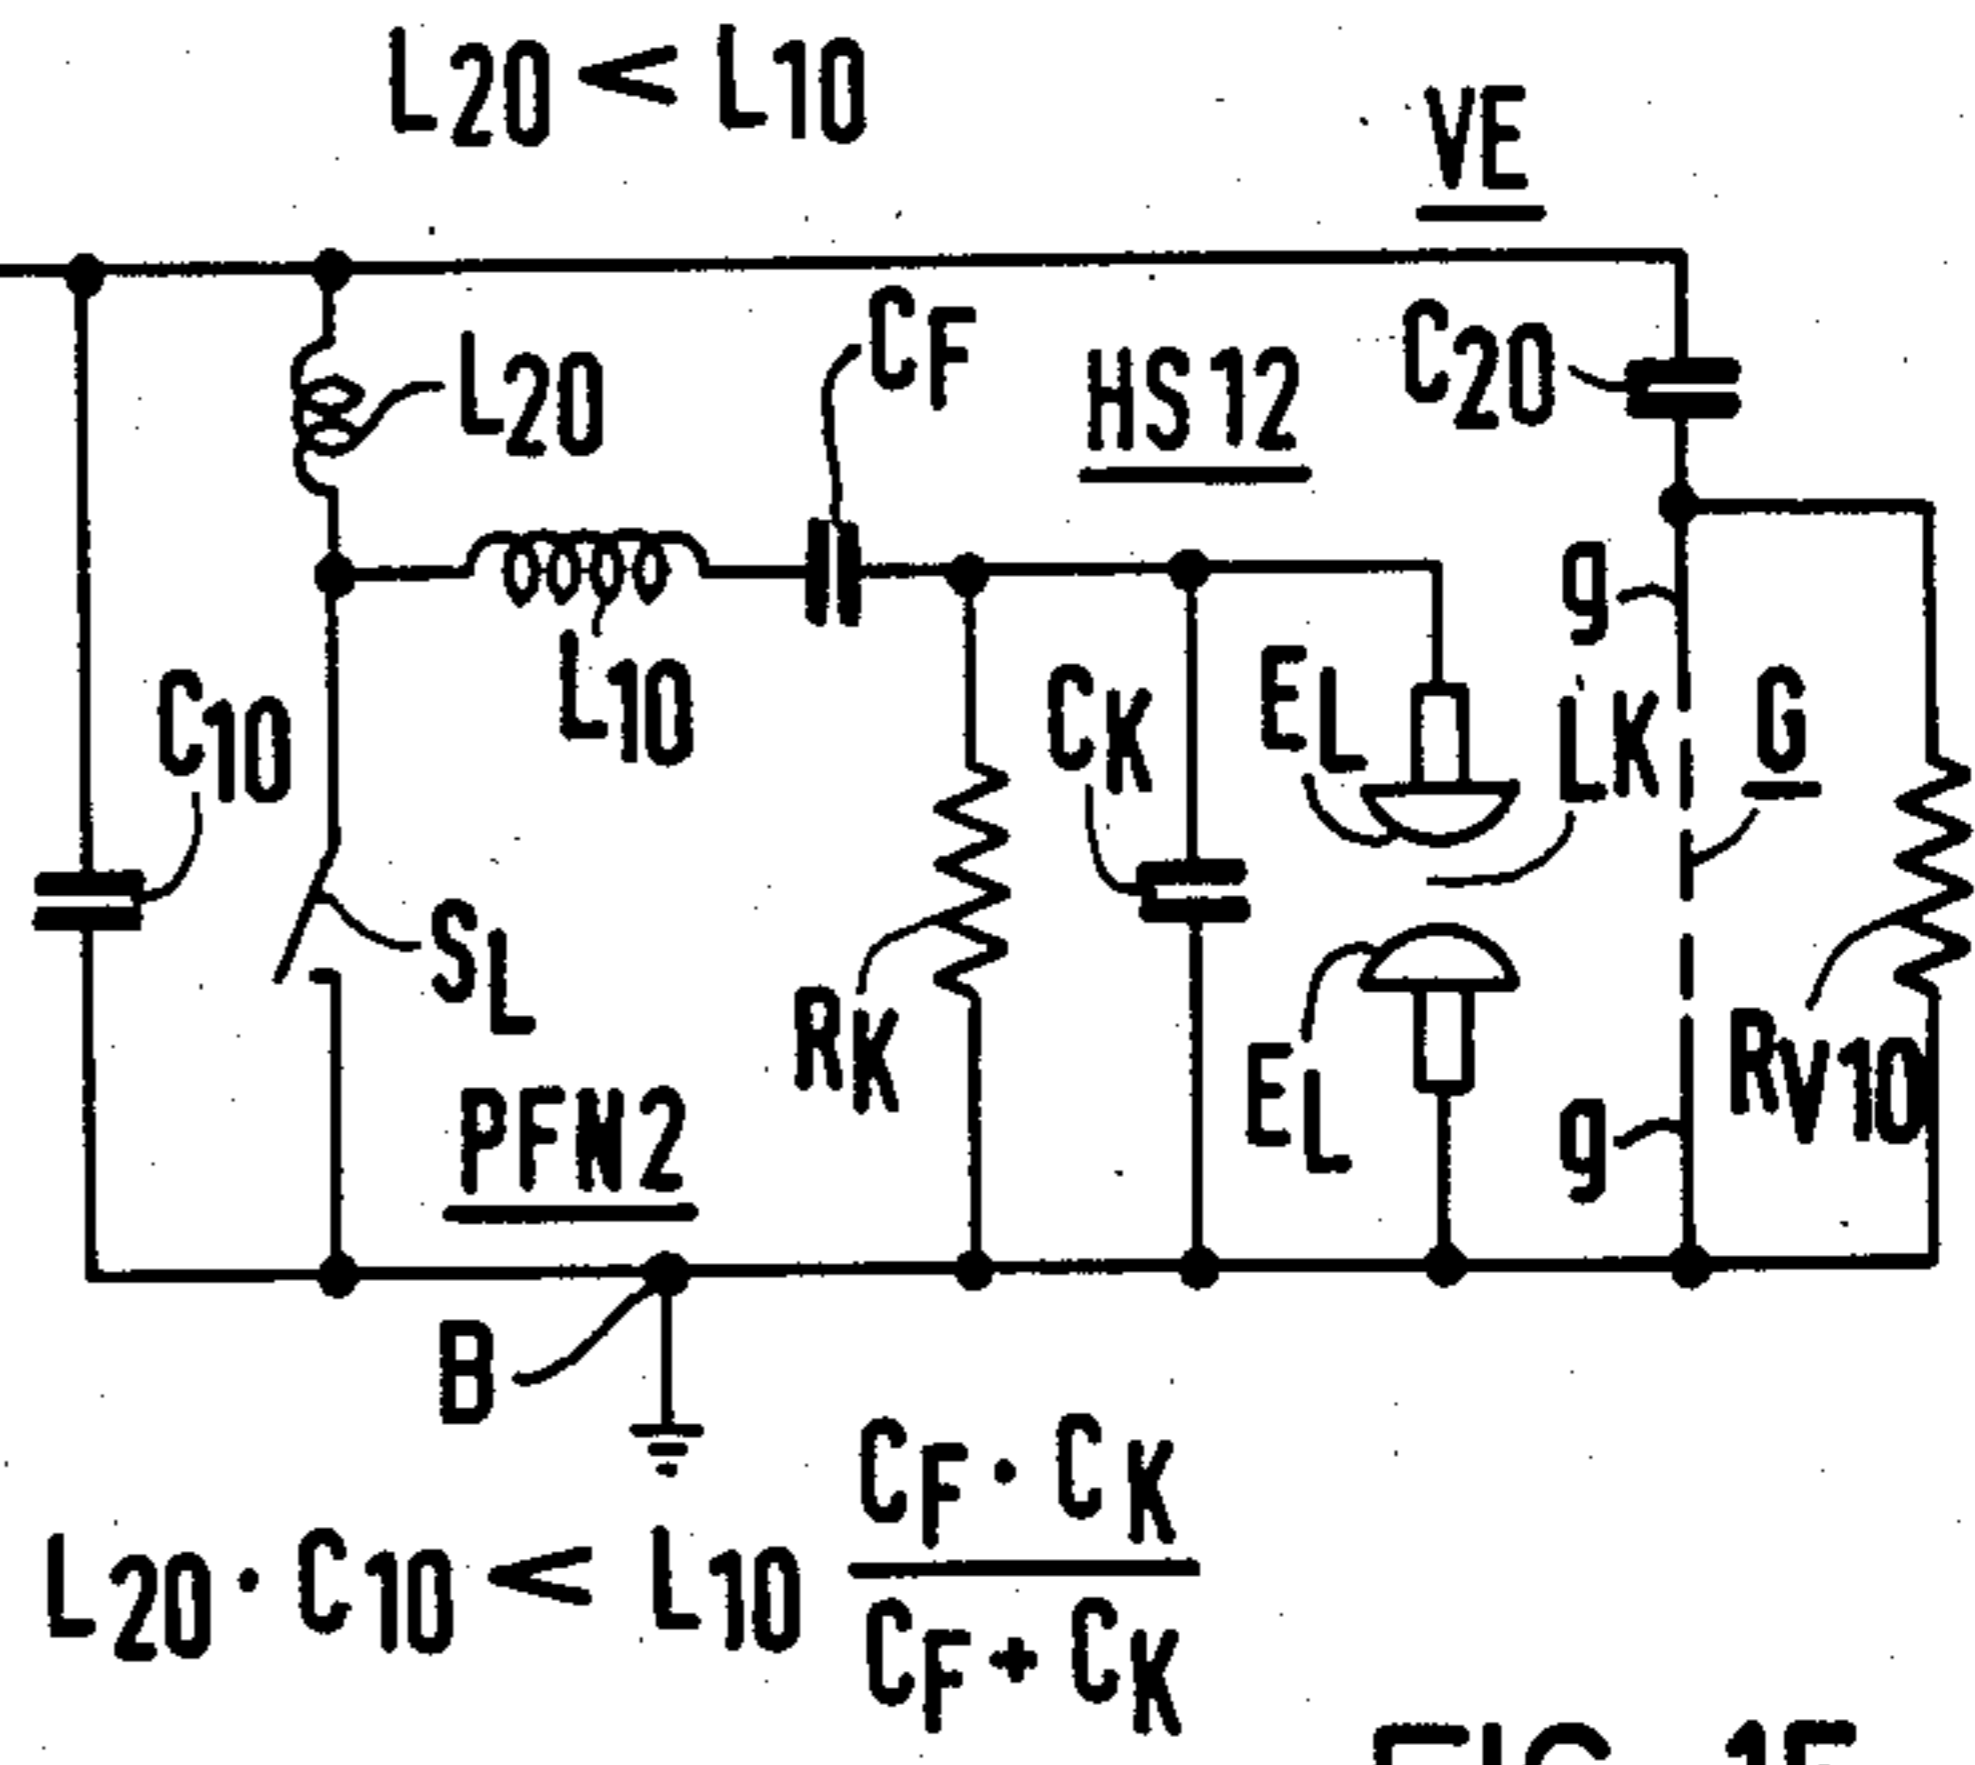 L20 < L10
VE
CF
L20
HS12
C20
g
L10
C10
CK
EL
LK
G
SL
RK
EL
RV10
PFN2
g
B
L20 · C10 < L10 CF · CK
CF + CK